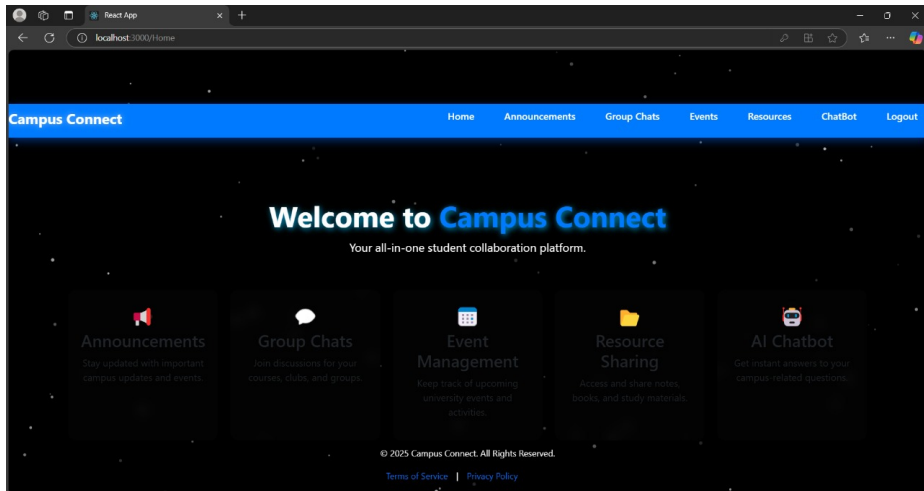 React App
localhost:3000/Home
Campus Connect
Home Announcements Group Chats Events Resources ChatBot Logout
Welcome to Campus Connect
Your all-in-one student collaboration platform.
Announcements
Stay updated with important
campus updates and events.
Group Chats
Join discussions for your
courses, clubs, and groups.
Event
Management
Keep track of upcoming
university events and
activities.
Resource
Sharing
Access and share notes,
books, and study materials.
AI Chatbot
Get instant answers to your
campus-related questions.
© 2025 Campus Connect. All Rights Reserved.
Terms of Service | Privacy Policy